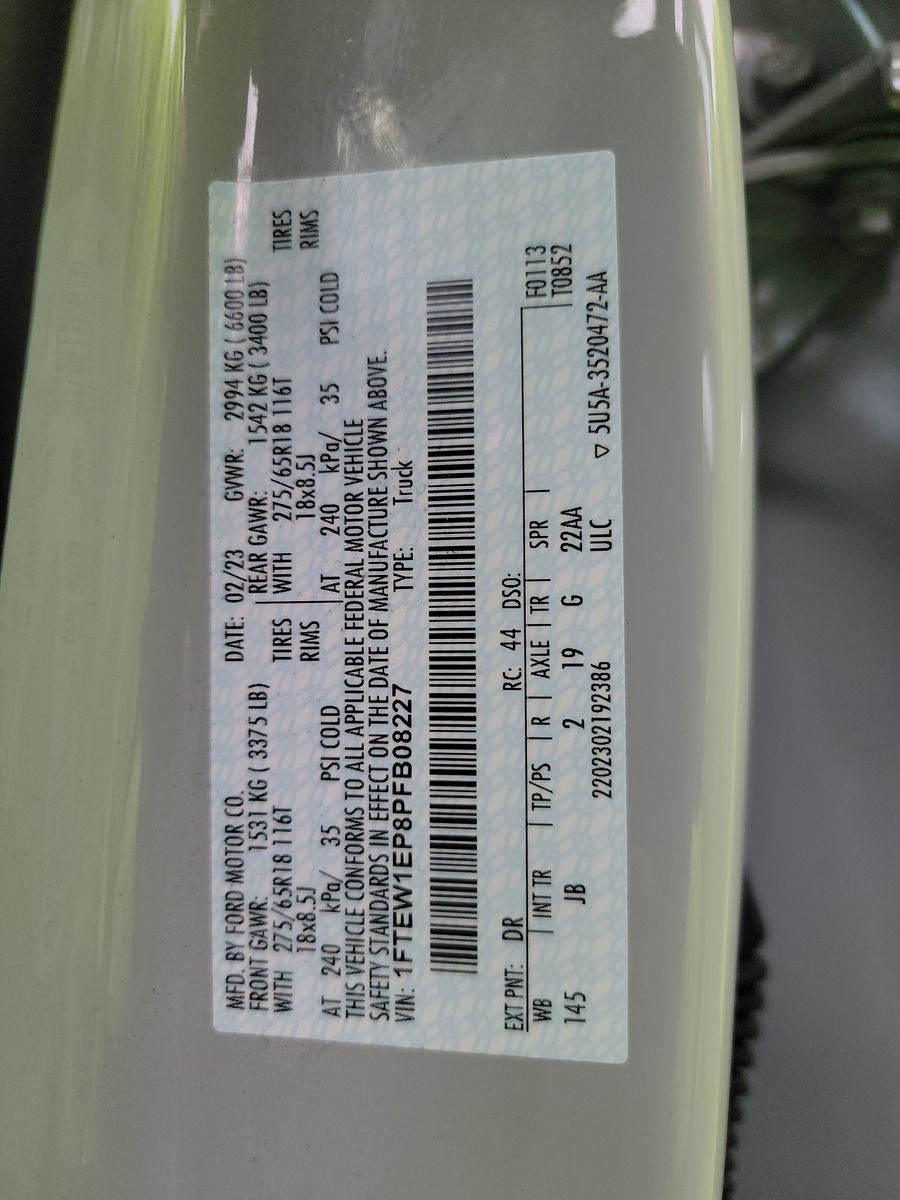 MFD. BY FORD MOTOR CO.
DATE: 02/23 GVWR: 2994 KG ( 6600 LB)
FRONT GAWR: 1531 KG ( 3375 LB) REAR GAWR: 1542 KG ( 3400 LB)
WITH 275/65R18 116T TIRES WITH 275/65R18 116T TIRES
18x8.5J RIMS 18x8.5J RIMS
AT 240 kPa/ 35 PSI COLD AT 240 kPa/ 35 PSI COLD
THIS VEHICLE CONFORMS TO ALL APPLICABLE FEDERAL MOTOR VEHICLE
SAFETY STANDARDS IN EFFECT ON THE DATE OF MANUFACTURE SHOWN ABOVE.
VIN: 1FTEW1EP8PFB08227 TYPE: Truck
EXT PNT: DR RC: 44 DSO: F0113
WB | INT TR | TP/PS | R | AXLE | TR | SPR | T0852
145 JB 2 19 G 22AA
2202302192386 ULC ▽ 5U5A-3520472-AA